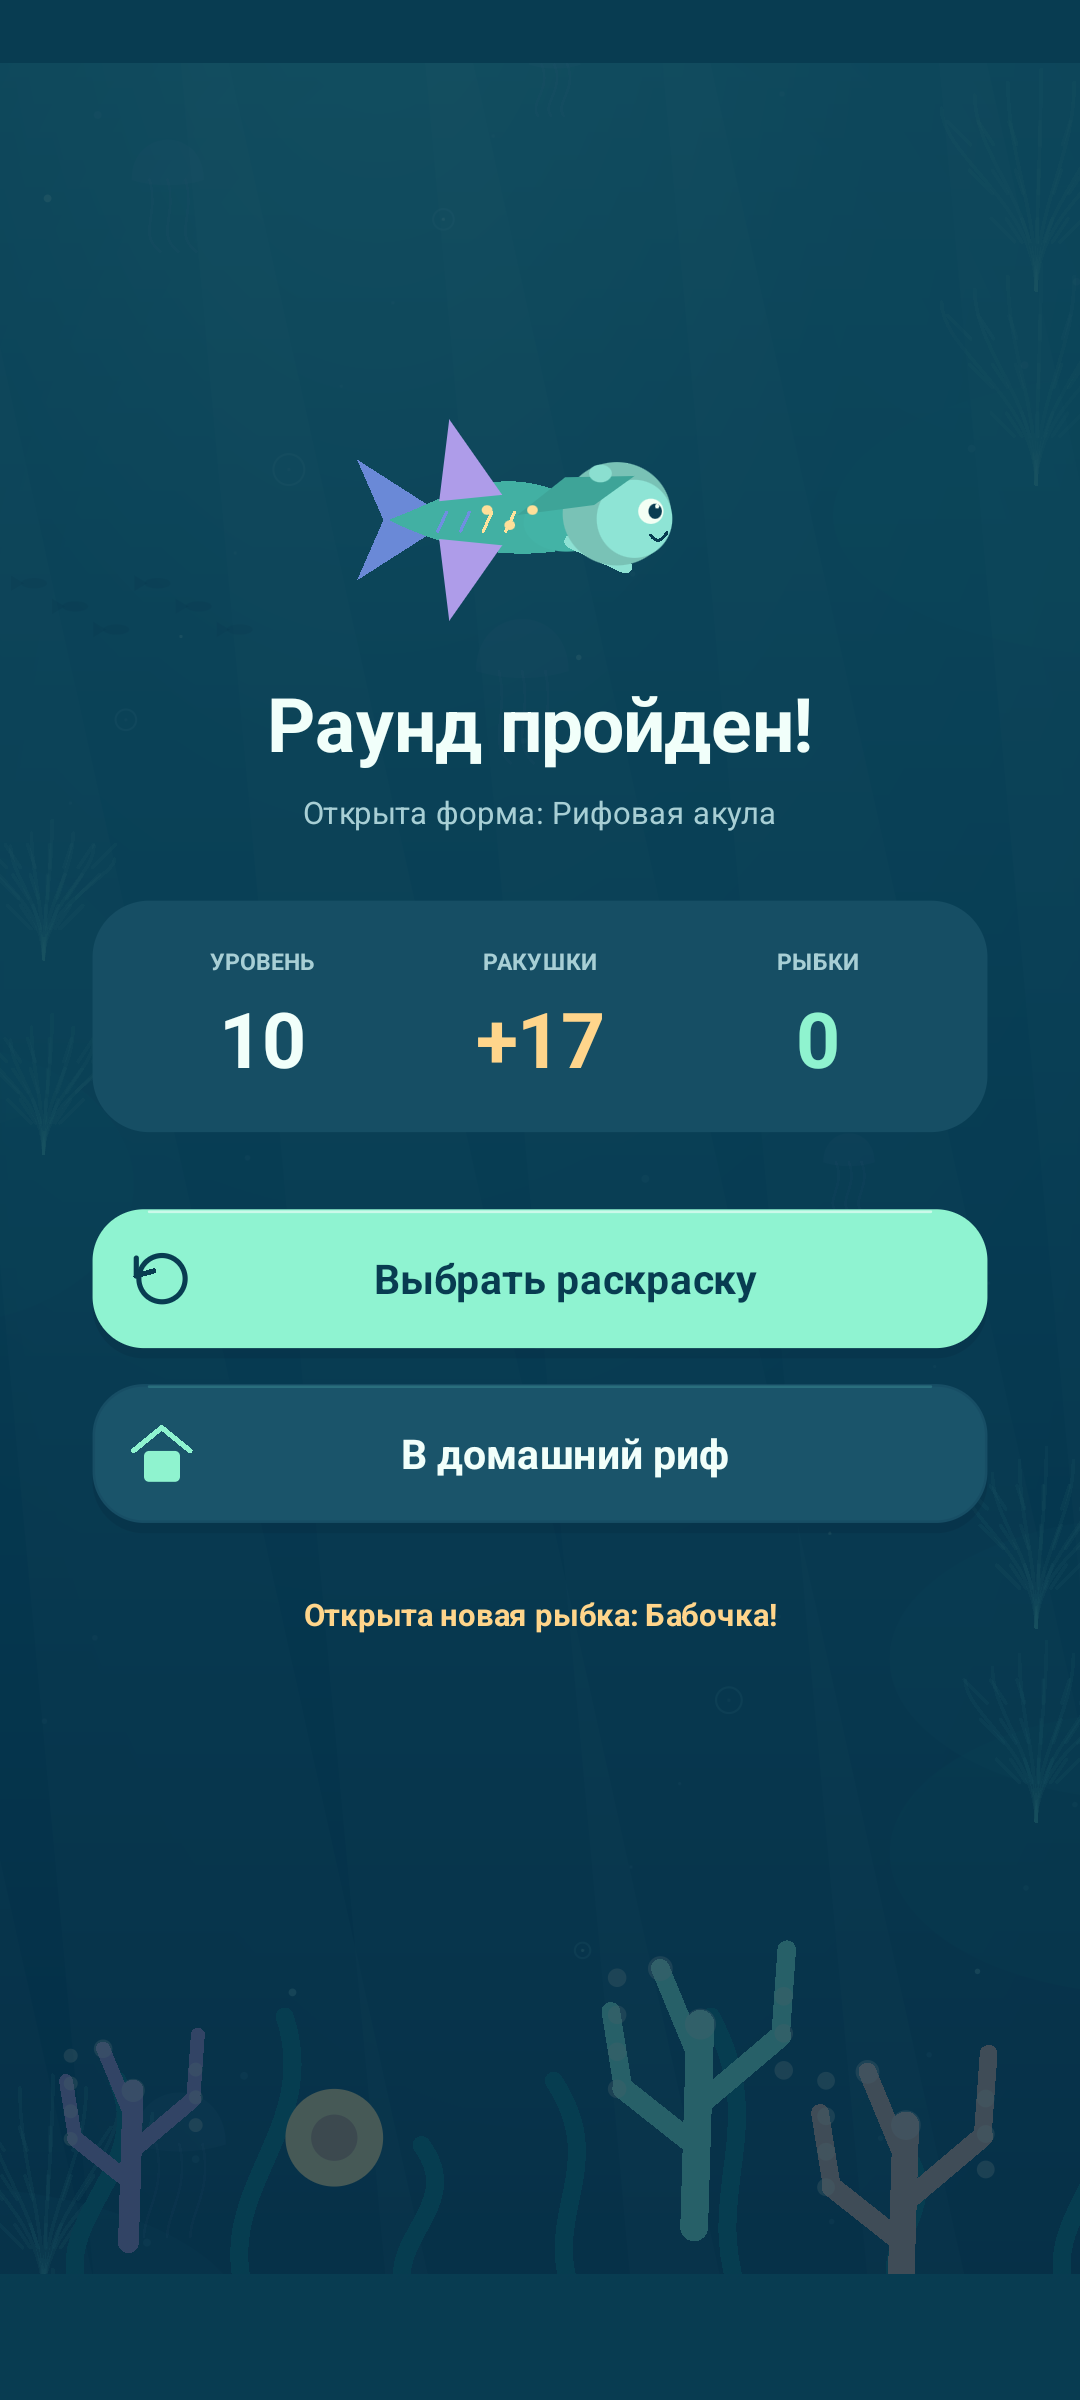 Раунд пройден!
Открыта форма: Рифовая акула
УРОВЕНЬ РАКУШКИ РЫБКИ
10 +17 0
Выбрать раскраску
В домашний риф
Открыта новая рыбка: Бабочка!